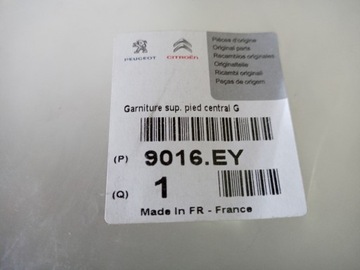 PEUGEOT CITROËN
Pièces d'origine
Original parts
Recambios originales
Originalteile
Ricambi originali
Peças de origem
Garniture sup. pied central G
(P) 9016.EY
(Q) 1
Made In FR - France